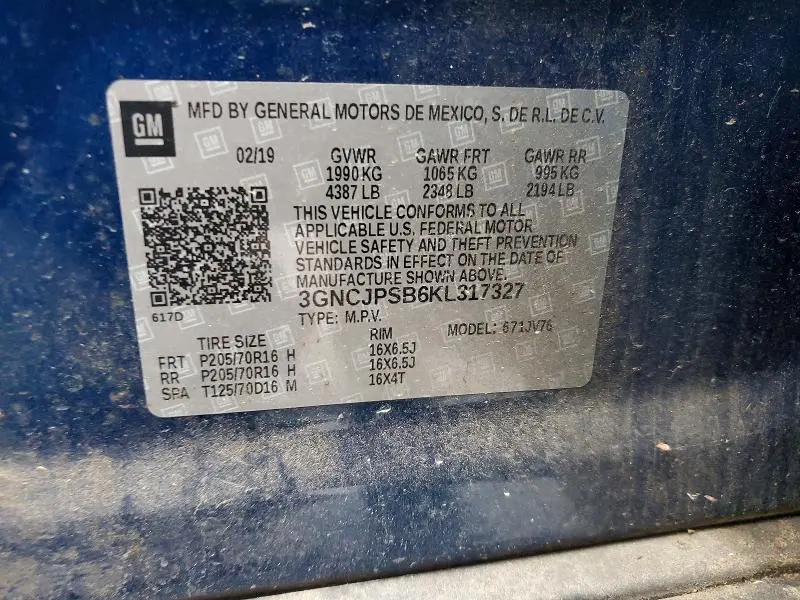 GM MFD BY GENERAL MOTORS DE MEXICO, S. DE R.L. DE C.V.
02/19 GVWR GAWR FRT GAWR RR
1990 KG 1065 KG 995 KG
4387 LB 2348 LB 2194 LB
THIS VEHICLE CONFORMS TO ALL
APPLICABLE U.S. FEDERAL MOTOR
VEHICLE SAFETY AND THEFT PREVENTION
STANDARDS IN EFFECT ON THE DATE OF
MANUFACTURE SHOWN ABOVE.
3GNCJPSB6KL317327
617D TYPE: M.P.V. MODEL: 671JV76
TIRE SIZE RIM
FRT P205/70R16 H 16X6.5J
RR P205/70R16 H 16X6.5J
SPA T125/70D16 M 16X4T